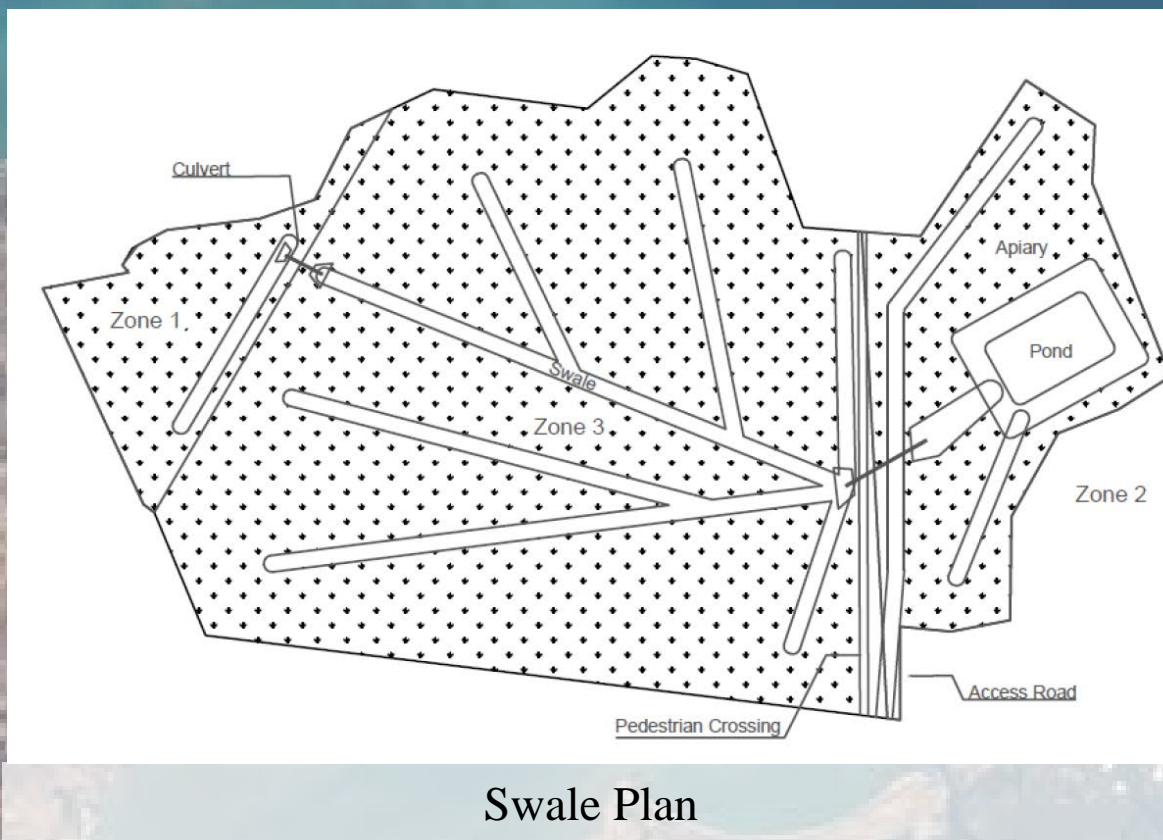 Culvert
Apiary
Zone 1
Pond
Swale
Zone 3
Zone 2
Access Road
Pedestrian Crossing
Swale Plan